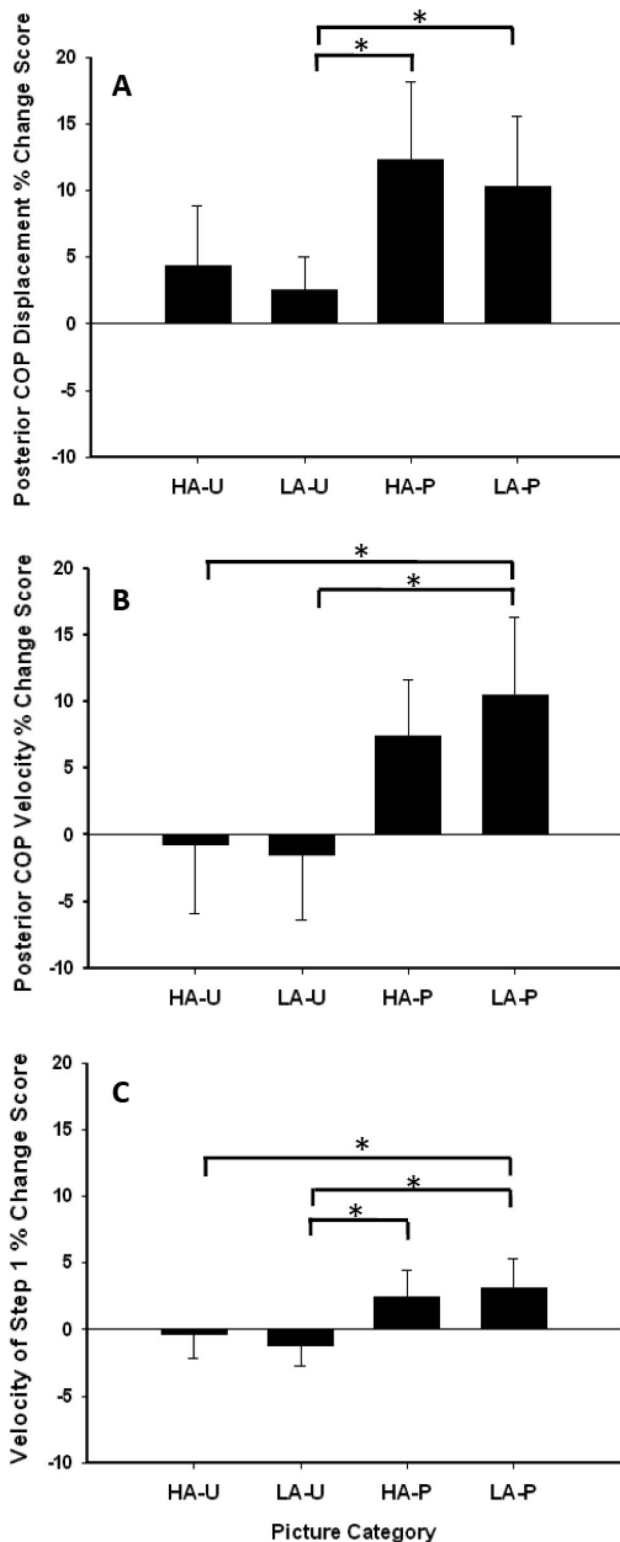 Posterior COP Displacement % Change Score
A
*
*
20
15
10
5
0
-5
-10
HA-U LA-U HA-P LA-P
Posterior COP Velocity % Change Score
B
*
*
20
15
10
5
0
-5
-10
HA-U LA-U HA-P LA-P
Velocity of Step 1 % Change Score
C
*
*
*
20
15
10
5
0
-5
-10
HA-U LA-U HA-P LA-P
Picture Category